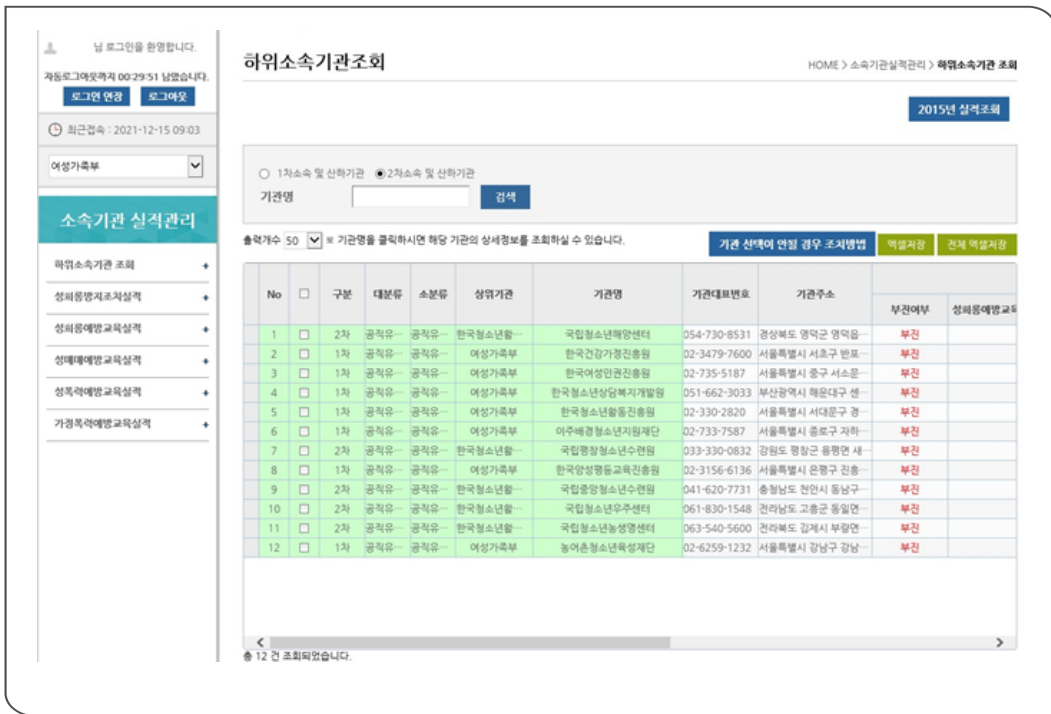 님 로그인을 환영합니다.
자동로그아웃까지 00:29:51 남았습니다.
로그인 연장 로그아웃
최근접속 : 2021-12-15 09:03
여성가족부
소속기관 실적관리
하위소속기관 조회 +
성희롱방지조치실적 +
성희롱예방교육실적 +
성매매예방교육실적 +
성폭력예방교육실적 +
가정폭력예방교육실적 +
하위소속기관조회
HOME > 소속기관실적관리 > 하위소속기관 조회
2015년 실적조회
1차소속 및 산하기관 2차소속 및 산하기관
기관명 검색
출력개수 50 ※ 기관명을 클릭하시면 해당 기관의 상세정보를 조회하실 수 있습니다.
기관 선택이 안될 경우 조치방법 엑셀저장 전체 엑셀저장
No 구분 대분류 소분류 상위기관 기관명 기관대표번호 기관주소 부진여부 성희롱예방교육
1 2차 공직유… 공직유… 한국청소년활… 국립청소년해양센터 054-730-8531 경상북도 영덕군 영덕읍… 부진
2 1차 공직유… 공직유… 여성가족부 한국건강가정진흥원 02-3479-7600 서울특별시 서초구 반포… 부진
3 1차 공직유… 공직유… 여성가족부 한국여성인권진흥원 02-735-5187 서울특별시 중구 서소문… 부진
4 1차 공직유… 공직유… 여성가족부 한국청소년상담복지개발원 051-662-3033 부산광역시 해운대구 센… 부진
5 1차 공직유… 공직유… 여성가족부 한국청소년활동진흥원 02-330-2820 서울특별시 서대문구 경… 부진
6 1차 공직유… 공직유… 여성가족부 이주배경청소년지원재단 02-733-7587 서울특별시 종로구 자하… 부진
7 2차 공직유… 공직유… 한국청소년활… 국립평창청소년수련원 033-330-0832 강원도 평창군 용평면 새… 부진
8 1차 공직유… 공직유… 여성가족부 한국양성평등교육진흥원 02-3156-6136 서울특별시 은평구 진흥… 부진
9 2차 공직유… 공직유… 한국청소년활… 국립중앙청소년수련원 041-620-7731 충청남도 천안시 동남구… 부진
10 2차 공직유… 공직유… 한국청소년활… 국립청소년우주센터 061-830-1548 전라남도 고흥군 동일면… 부진
11 2차 공직유… 공직유… 한국청소년활… 국립청소년농생명센터 063-540-5600 전라북도 김제시 부량면… 부진
12 1차 공직유… 공직유… 여성가족부 농어촌청소년육성재단 02-6259-1232 서울특별시 강남구 강남… 부진
총 12 건 조회되었습니다.